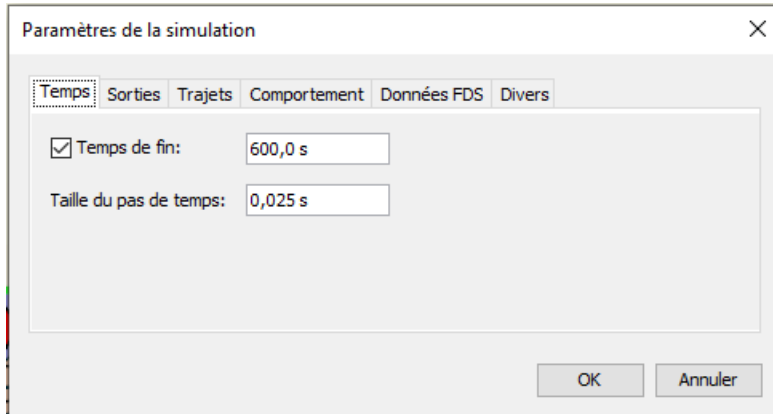 Paramètres de la simulation
Temps Sorties Trajets Comportement Données FDS Divers
Temps de fin: 600,0 s
Taille du pas de temps: 0,025 s
OK Annuler